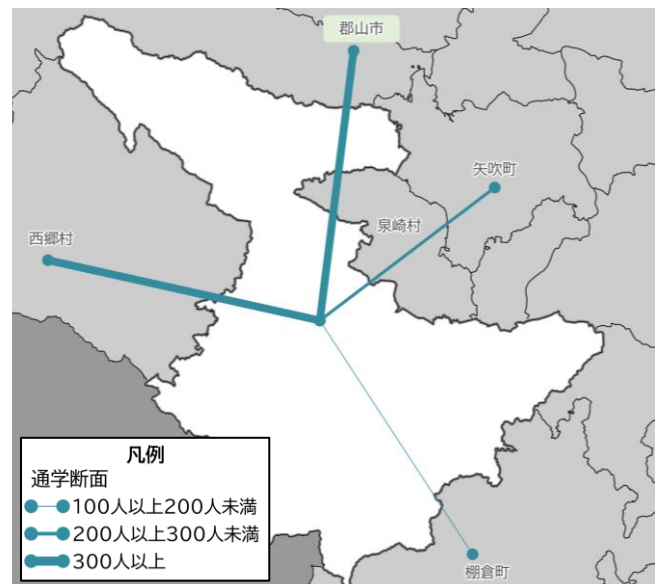 郡山市
矢吹町
泉崎村
西郷村
凡例
通学断面
100人以上200人未満
200人以上300人未満
300人以上
棚倉町